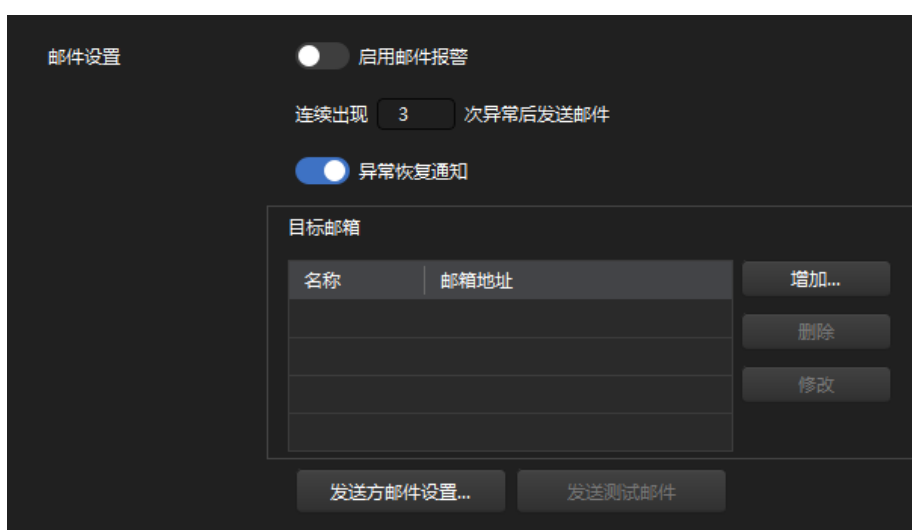 邮件设置 启用邮件报警
连续出现 3 次异常后发送邮件
异常恢复通知
目标邮箱
名称 邮箱地址 增加...
删除
修改
发送方邮件设置... 发送测试邮件